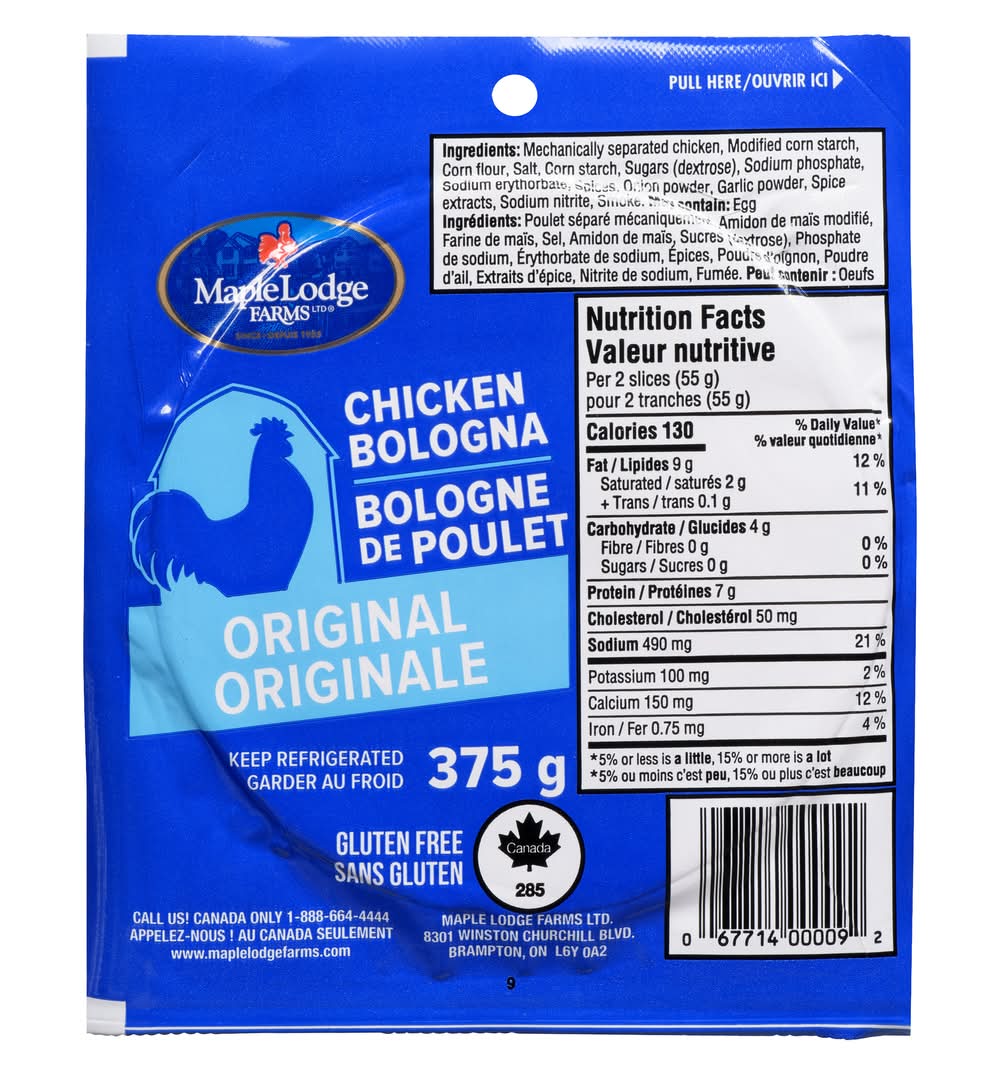 PULL HERE/OUVRIR ICI
Ingredients: Mechanically separated chicken, Modified corn starch,
Corn flour, Salt, Corn starch, Sugars (dextrose), Sodium phosphate,
Sodium erythorbate, Spices, Onion powder, Garlic powder, Spice
extracts, Sodium nitrite, Smoke. May contain: Egg
Ingrédients: Poulet séparé mécaniquement, Amidon de maïs modifié,
Farine de maïs, Sel, Amidon de maïs, Sucres (dextrose), Phosphate
de sodium, Érythorbate de sodium, Épices, Poudre d'oignon, Poudre
d'ail, Extraits d'épice, Nitrite de sodium, Fumée. Peut contenir : Oeufs
Maple Lodge
FARMS LTD ®
SINCE • DEPUIS 1955
CHICKEN
BOLOGNA
BOLOGNE
DE POULET
ORIGINAL
ORIGINALE
KEEP REFRIGERATED
GARDER AU FROID
375 g
GLUTEN FREE
SANS GLUTEN
Canada
285
CALL US! CANADA ONLY 1-888-664-4444
APPELEZ-NOUS ! AU CANADA SEULEMENT
www.maplelodgefarms.com
MAPLE LODGE FARMS LTD.
8301 WINSTON CHURCHILL BLVD.
BRAMPTON, ON L6Y 0A2
9
Nutrition Facts
Valeur nutritive
Per 2 slices (55 g)
pour 2 tranches (55 g)
Calories 130 % Daily Value*
% valeur quotidienne*
Fat / Lipides 9 g 12 %
Saturated / saturés 2 g
+ Trans / trans 0.1 g 11 %
Carbohydrate / Glucides 4 g
Fibre / Fibres 0 g 0 %
Sugars / Sucres 0 g 0 %
Protein / Protéines 7 g
Cholesterol / Cholestérol 50 mg
Sodium 490 mg 21 %
Potassium 100 mg 2 %
Calcium 150 mg 12 %
Iron / Fer 0.75 mg 4 %
*5% or less is a little, 15% or more is a lot
*5% ou moins c'est peu, 15% ou plus c'est beaucoup
0 67714 00009 2